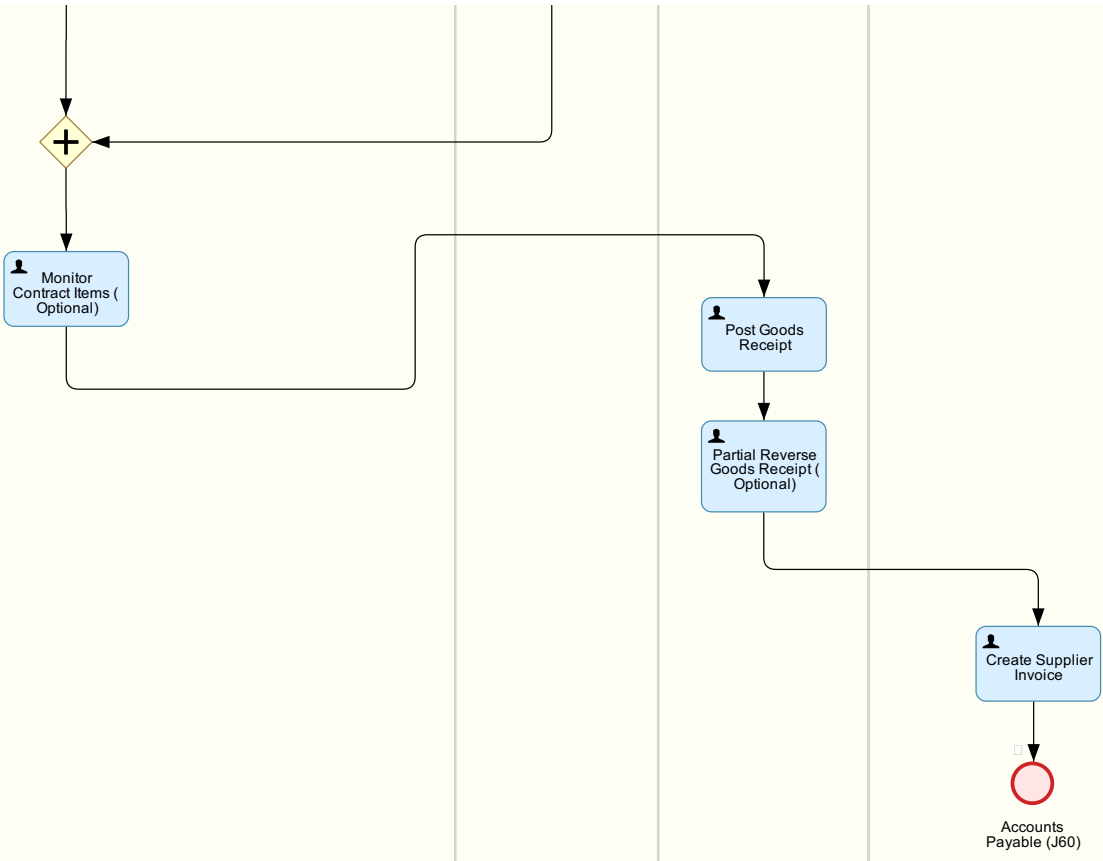 Monitor
Contract Items (
Optional)
Post Goods
Receipt
Partial Reverse
Goods Receipt (
Optional)
Create Supplier
Invoice
Accounts
Payable (J60)